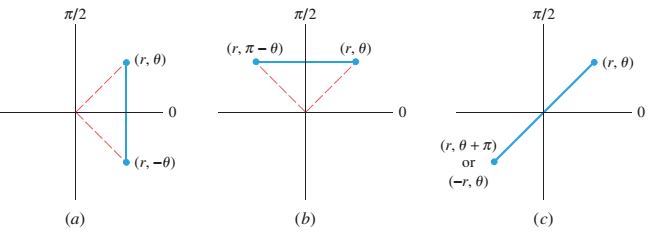 π/2
(r, θ)
0
(r, −θ)
(a)
π/2
(r, π − θ)
(r, θ)
0
(b)
π/2
(r, θ)
0
(r, θ + π)
or
(−r, θ)
(c)